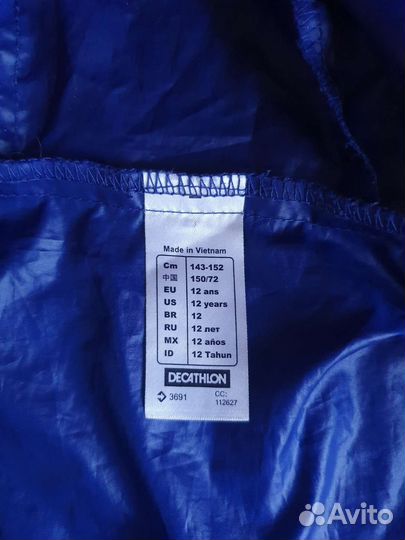 Made in Vietnam
Cm 143-152
中国 150/72
EU 12 ans
US 12 years
BR 12
RU 12 лет
MX 12 años
ID 12 Tahun
DECATHLON
3691 CC: 112627
Avito